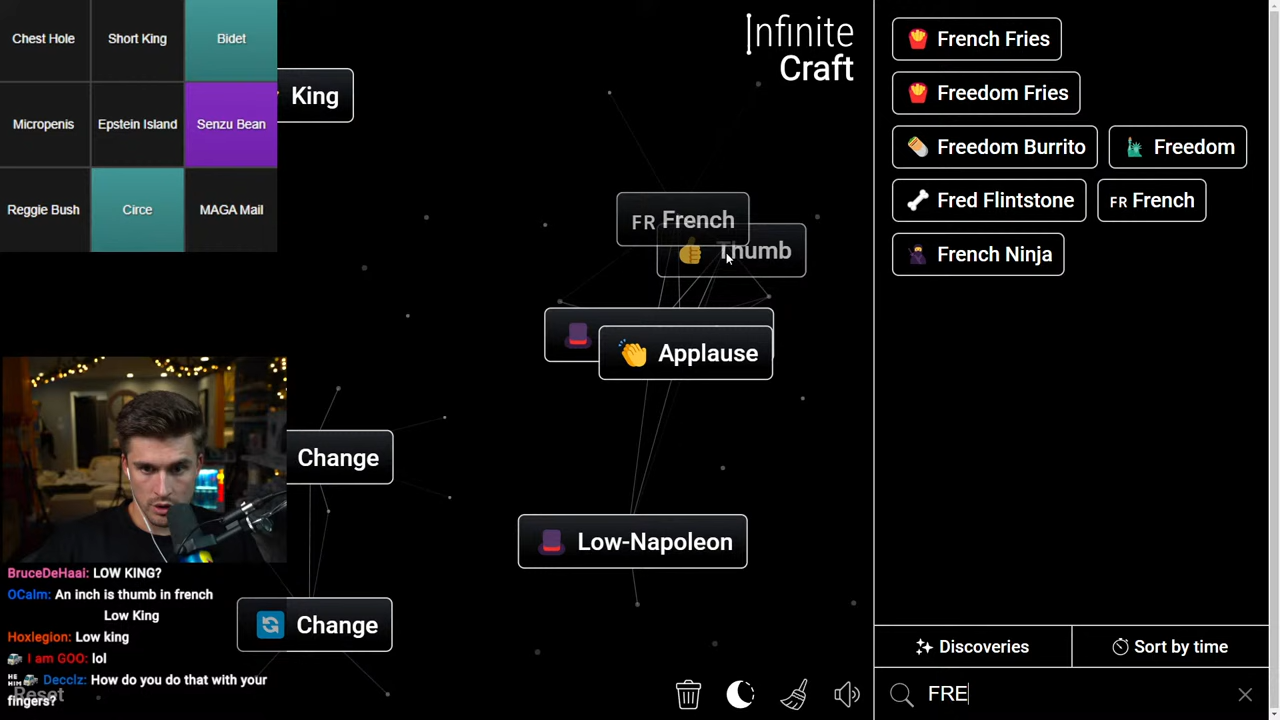 Chest Hole
Short King
Bidet
Micropenis
Epstein Island
Senzu Bean
Reggie Bush
Circe
MAGA Mail
King
Infinite
Craft
FR French
Thumb
Applause
Change
Low-Napoleon
Change
Reset
BruceDeHaai: LOW KING?
OCalm: An inch is thumb in french
Low King
Hoxlegion: Low king
I am GOO: lol
HE
HIM
Decclz: How do you do that with your
fingers?
French Fries
Freedom Fries
Freedom Burrito
Freedom
Fred Flintstone
FR French
French Ninja
Discoveries
Sort by time
FRE